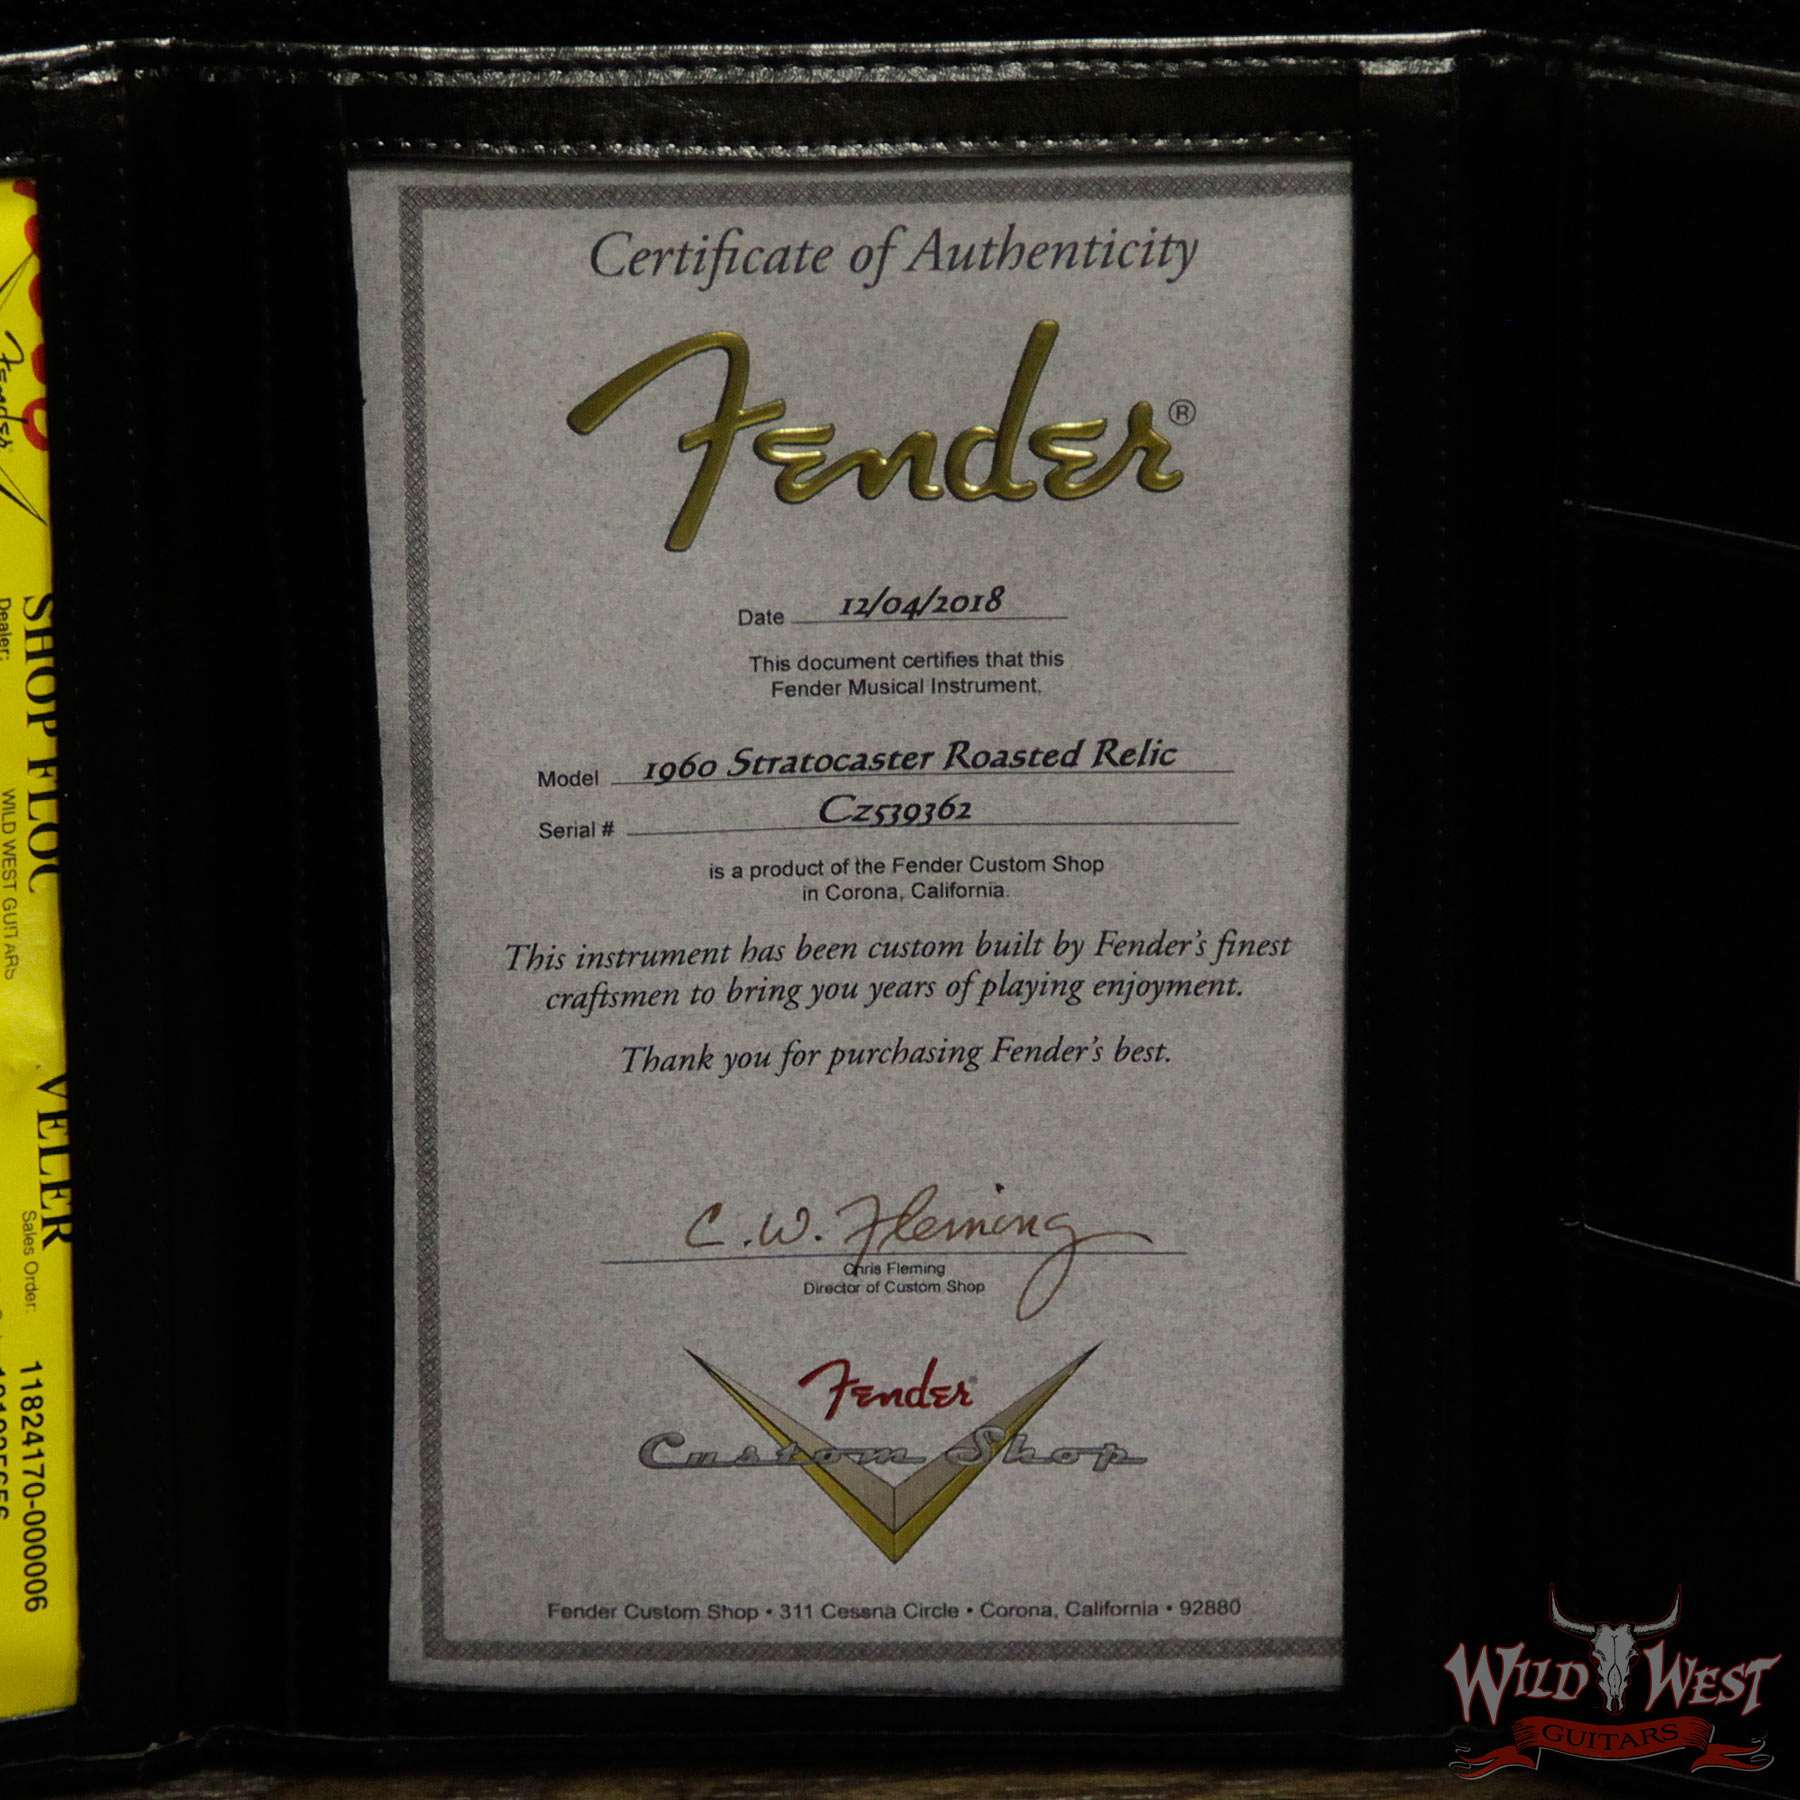 Certificate of Authenticity
Fender®
Date 12/04/2018
This document certifies that this
Fender Musical Instrument,
Model 1960 Stratocaster Roasted Relic
Serial # CZ539362
is a product of the Fender Custom Shop
in Corona, California.
This instrument has been custom built by Fender's finest
craftsmen to bring you years of playing enjoyment.
Thank you for purchasing Fender's best.
C.W. Fleming
Chris Fleming
Director of Custom Shop
Fender
Custom Shop
Fender Custom Shop • 311 Cessna Circle • Corona, California • 92880
Fender
SHOP FLOO
VELER
Dealer:
WILD WEST GUITARS
Sales Order:
11824170-000006
WILD WEST
GUITARS